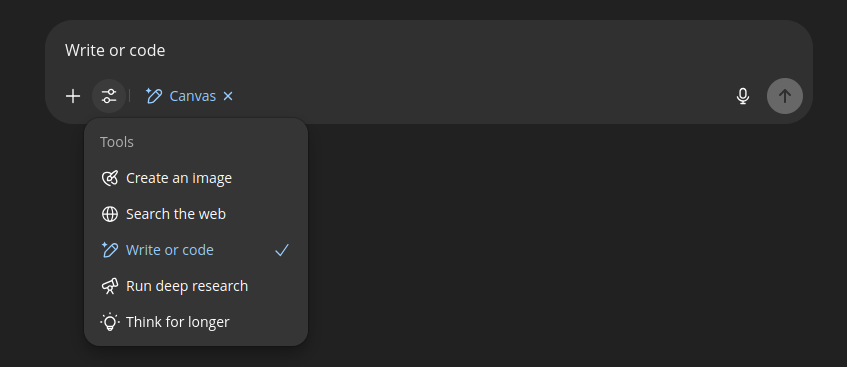 Write or code
Canvas
Tools
Create an image
Search the web
Write or code
Run deep research
Think for longer